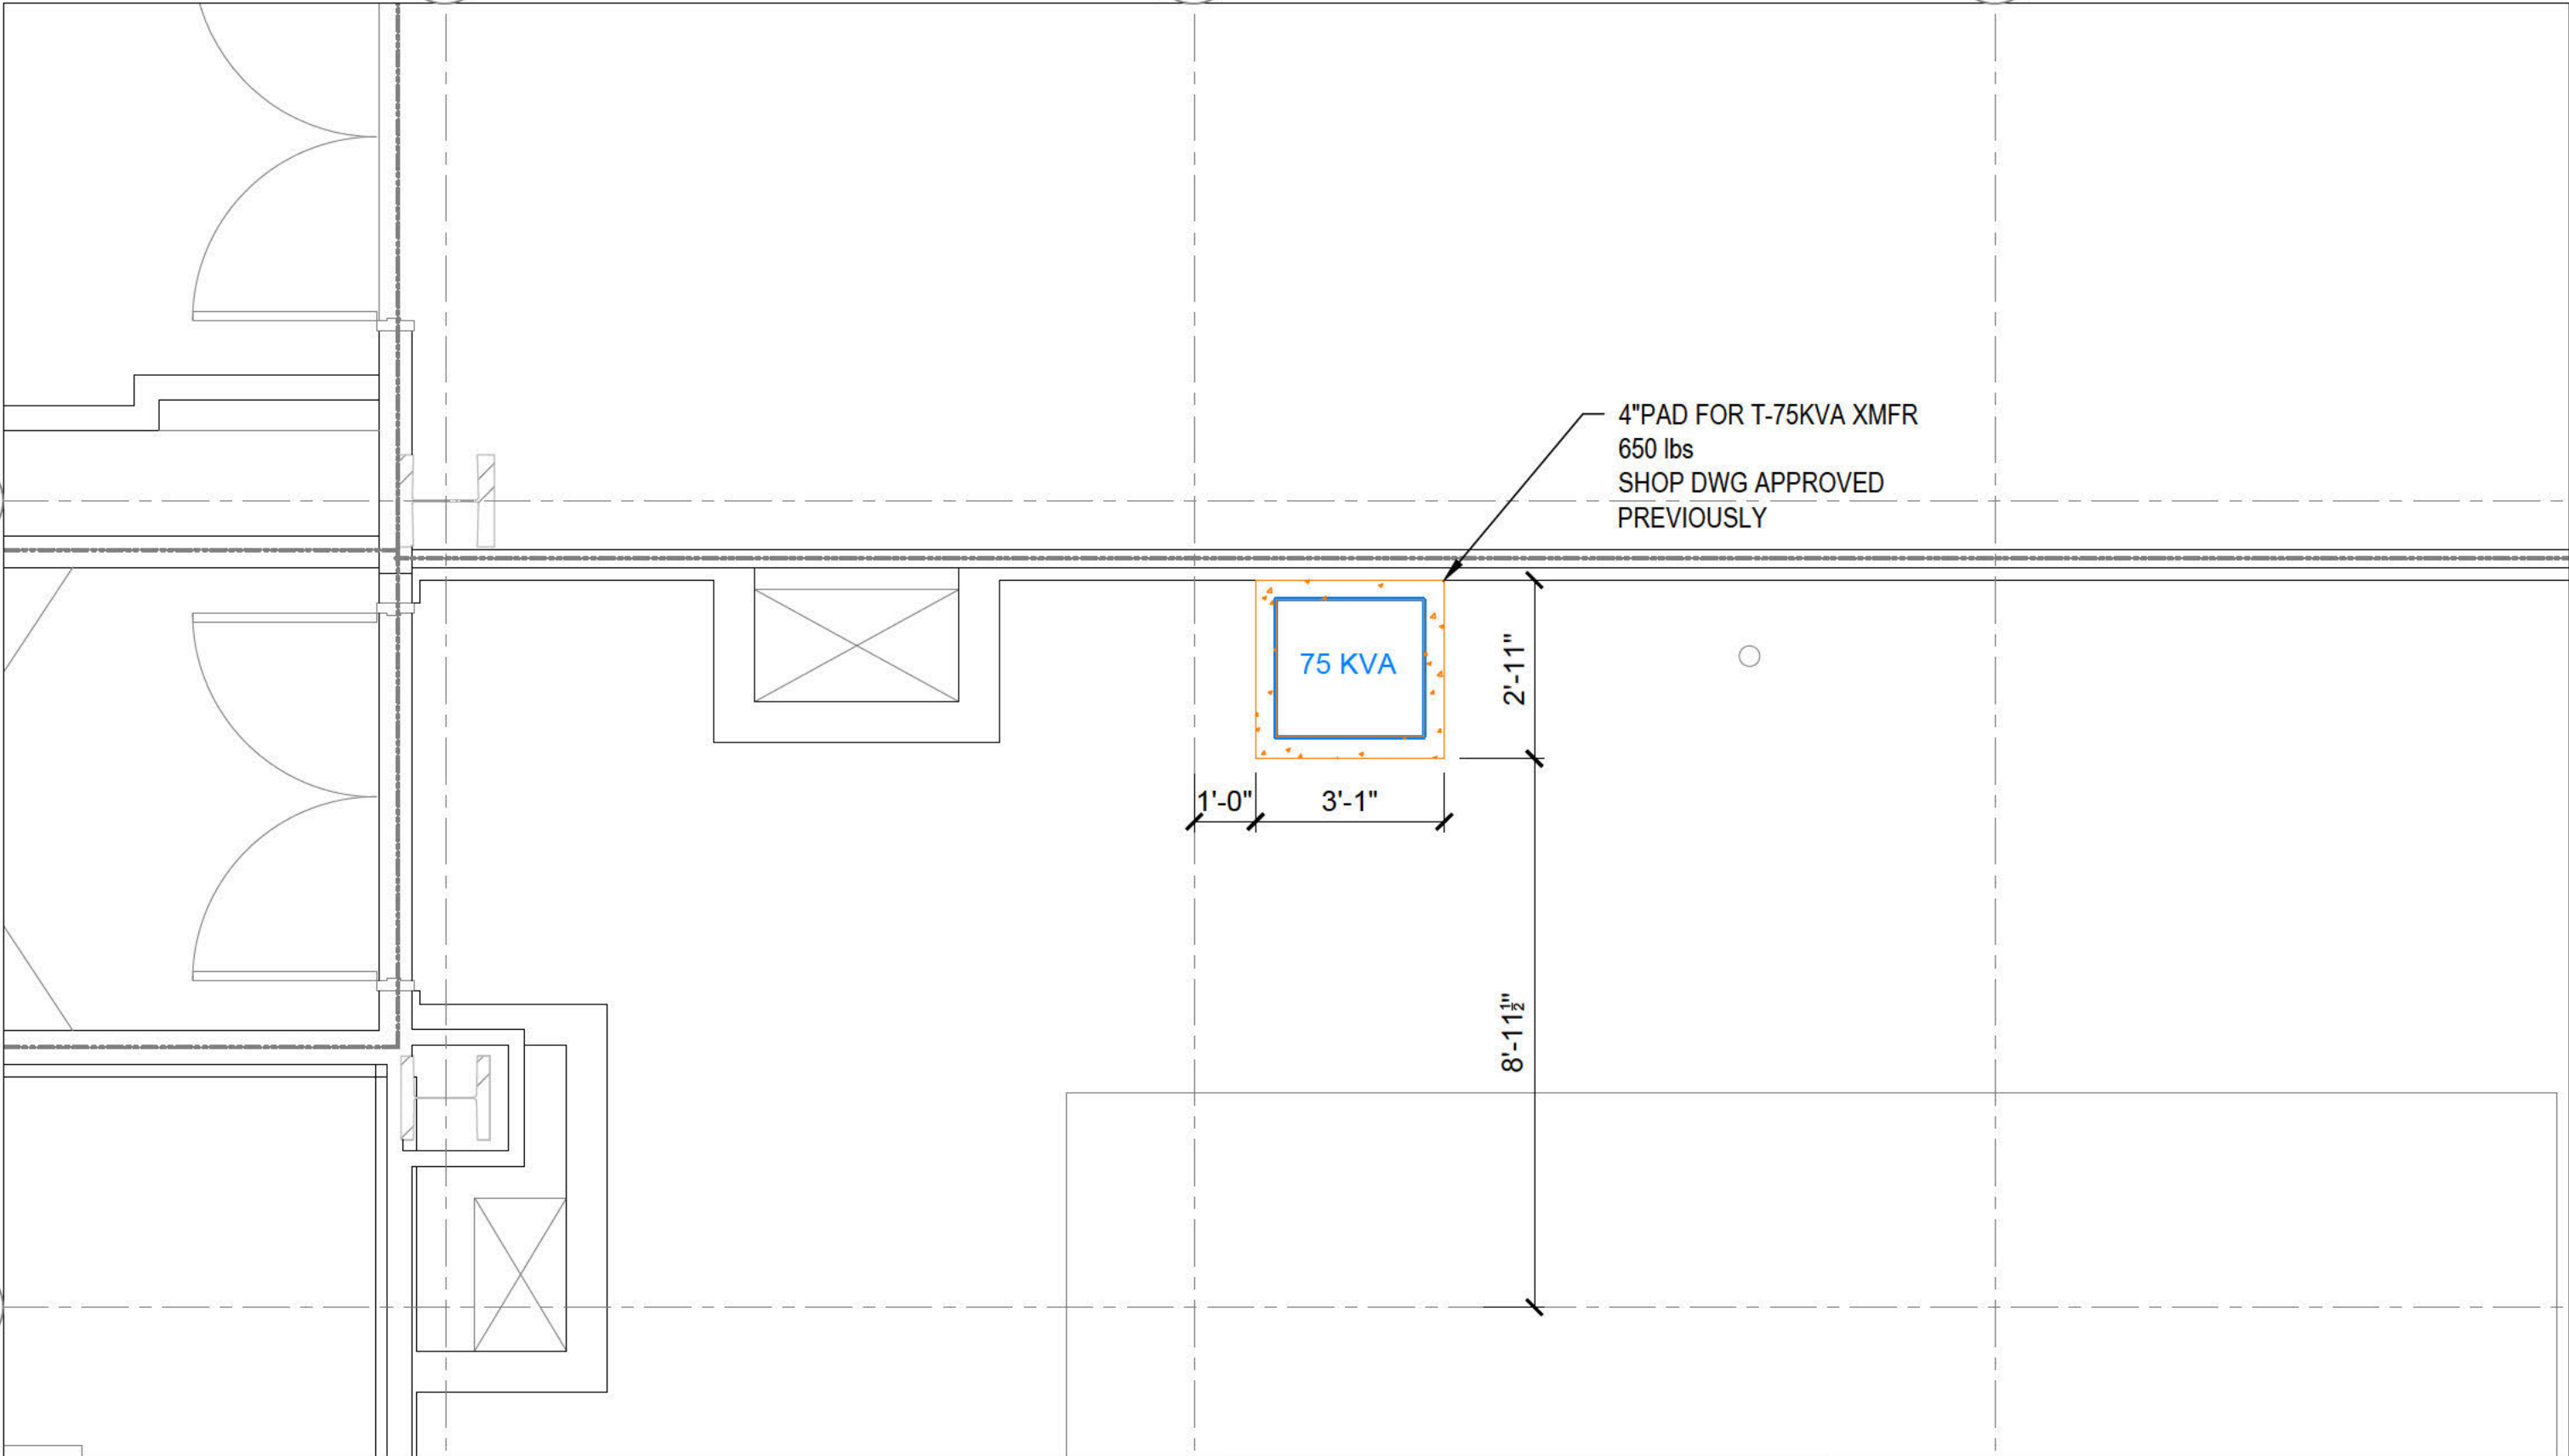 4"PAD FOR T-75KVA XMFR
650 lbs
SHOP DWG APPROVED
PREVIOUSLY
75 KVA
2'-11"
1'-0"
3'-1"
8'-11½"